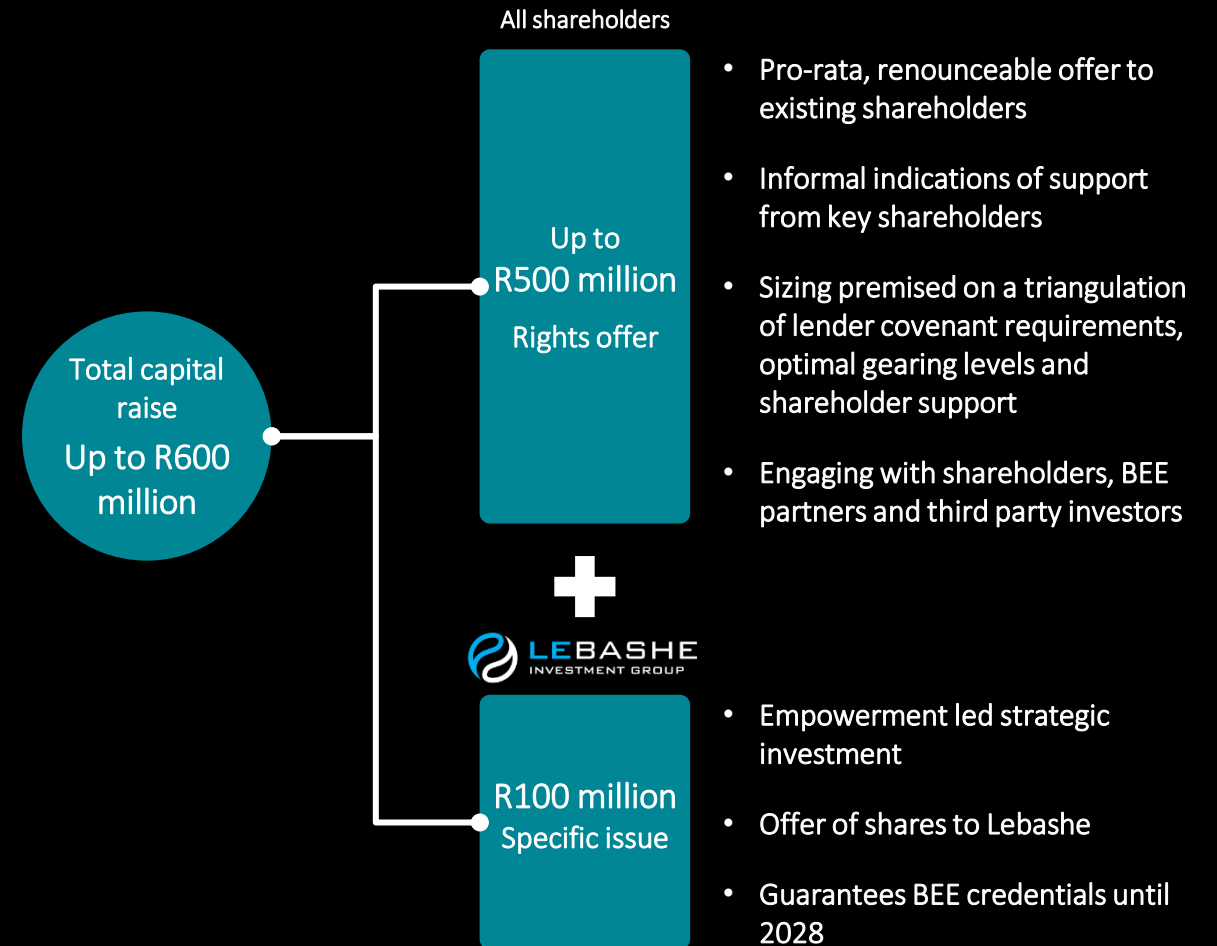 All shareholders
Total capital
raise
Up to R600
million
Up to
R500 million
Rights offer
• Pro-rata, renounceable offer to
existing shareholders
• Informal indications of support
from key shareholders
• Sizing premised on a triangulation
of lender covenant requirements,
optimal gearing levels and
shareholder support
• Engaging with shareholders, BEE
partners and third party investors
LEBASHE
INVESTMENT GROUP
R100 million
Specific issue
• Empowerment led strategic
investment
• Offer of shares to Lebashe
• Guarantees BEE credentials until
2028